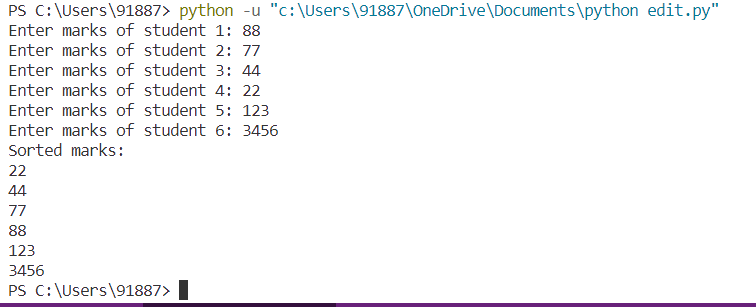 PS C:\Users\91887> python -u "c:\Users\91887\OneDrive\Documents\python edit.py"
Enter marks of student 1: 88
Enter marks of student 2: 77
Enter marks of student 3: 44
Enter marks of student 4: 22
Enter marks of student 5: 123
Enter marks of student 6: 3456
Sorted marks:
22
44
77
88
123
3456
PS C:\Users\91887>